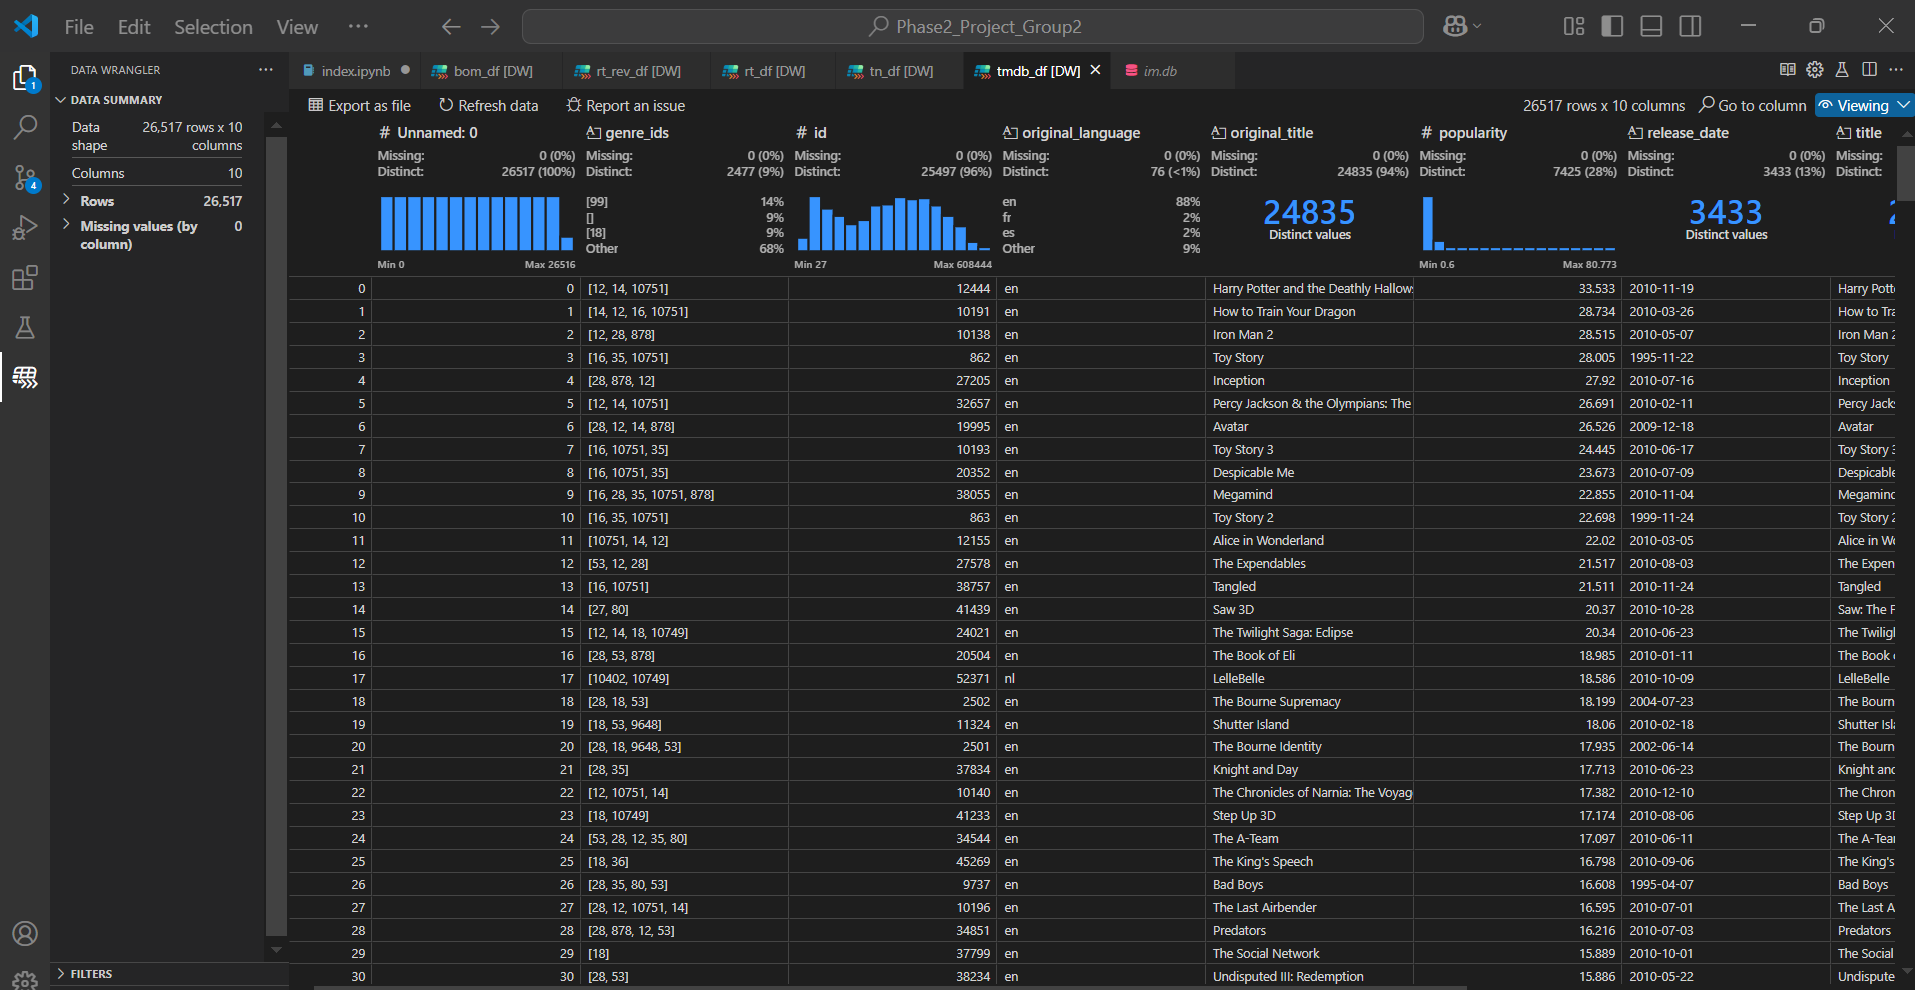 File Edit Selection View ···
Phase2_Project_Group2
DATA WRANGLER ···
index.ipynb
bom_df [DW]
rt_rev_df [DW]
rt_df [DW]
tn_df [DW]
tmdb_df [DW]
im.db
1
4
DATA SUMMARY
Data shape 26,517 rows x 10 columns
Columns 10
Rows 26,517
Missing values (by column) 0
FILTERS
Export as file Refresh data Report an issue
26517 rows x 10 columns Go to column Viewing
# Unnamed: 0 genre_ids # id original_language original_title # popularity release_date title
Missing: 0 (0%) Missing: 0 (0%) Missing: 0 (0%) Missing: 0 (0%) Missing: 0 (0%) Missing: 0 (0%) Missing: 0 (0%) Missing:
Distinct: 26517 (100%) Distinct: 2477 (9%) Distinct: 25497 (96%) Distinct: 76 (<1%) Distinct: 24835 (94%) Distinct: 7425 (28%) Distinct: 3433 (13%) Distinct:
[99] 14% en 88%
[] 9% fr 2%
[18] 9% es 2%
Other 68% Other 9%
24835
Distinct values
3433
Distinct values
Min 0 Max 26516 Min 27 Max 608444 Min 0.6 Max 80.773
0 0 [12, 14, 10751] 12444 en Harry Potter and the Deathly Hallow 33.533 2010-11-19 Harry Pott
1 1 [14, 12, 16, 10751] 10191 en How to Train Your Dragon 28.734 2010-03-26 How to Tra
2 2 [12, 28, 878] 10138 en Iron Man 2 28.515 2010-05-07 Iron Man 2
3 3 [16, 35, 10751] 862 en Toy Story 28.005 1995-11-22 Toy Story
4 4 [28, 878, 12] 27205 en Inception 27.92 2010-07-16 Inception
5 5 [12, 14, 10751] 32657 en Percy Jackson & the Olympians: The 26.691 2010-02-11 Percy Jack
6 6 [28, 12, 14, 878] 19995 en Avatar 26.526 2009-12-18 Avatar
7 7 [16, 10751, 35] 10193 en Toy Story 3 24.445 2010-06-17 Toy Story 3
8 8 [16, 10751, 35] 20352 en Despicable Me 23.673 2010-07-09 Despicable
9 9 [16, 28, 35, 10751, 878] 38055 en Megamind 22.855 2010-11-04 Megamind
10 10 [16, 35, 10751] 863 en Toy Story 2 22.698 1999-11-24 Toy Story 2
11 11 [10751, 14, 12] 12155 en Alice in Wonderland 22.02 2010-03-05 Alice in Wo
12 12 [53, 12, 28] 27578 en The Expendables 21.517 2010-08-03 The Expen
13 13 [16, 10751] 38757 en Tangled 21.511 2010-11-24 Tangled
14 14 [27, 80] 41439 en Saw 3D 20.37 2010-10-28 Saw: The F
15 15 [12, 14, 18, 10749] 24021 en The Twilight Saga: Eclipse 20.34 2010-06-23 The Twilig
16 16 [28, 53, 878] 20504 en The Book of Eli 18.985 2010-01-11 The Book
17 17 [10402, 10749] 52371 nl LelleBelle 18.586 2010-10-09 LelleBelle
18 18 [28, 18, 53] 2502 en The Bourne Supremacy 18.199 2004-07-23 The Bourn
19 19 [18, 53, 9648] 11324 en Shutter Island 18.06 2010-02-18 Shutter Isl
20 20 [28, 18, 9648, 53] 2501 en The Bourne Identity 17.935 2002-06-14 The Bourn
21 21 [28, 35] 37834 en Knight and Day 17.713 2010-06-23 Knight and
22 22 [12, 10751, 14] 10140 en The Chronicles of Narnia: The Voyag 17.382 2010-12-10 The Chron
23 23 [18, 10749] 41233 en Step Up 3D 17.174 2010-08-06 Step Up 3D
24 24 [53, 28, 12, 35, 80] 34544 en The A-Team 17.097 2010-06-11 The A-Tea
25 25 [18, 36] 45269 en The King's Speech 16.798 2010-09-06 The King's
26 26 [28, 35, 80, 53] 9737 en Bad Boys 16.608 1995-04-07 Bad Boys
27 27 [28, 12, 10751, 14] 10196 en The Last Airbender 16.595 2010-07-01 The Last A
28 28 [28, 878, 12, 53] 34851 en Predators 16.216 2010-07-03 Predators
29 29 [18] 37799 en The Social Network 15.889 2010-10-01 The Social
30 30 [28, 53] 38234 en Undisputed III: Redemption 15.886 2010-05-22 Undispute